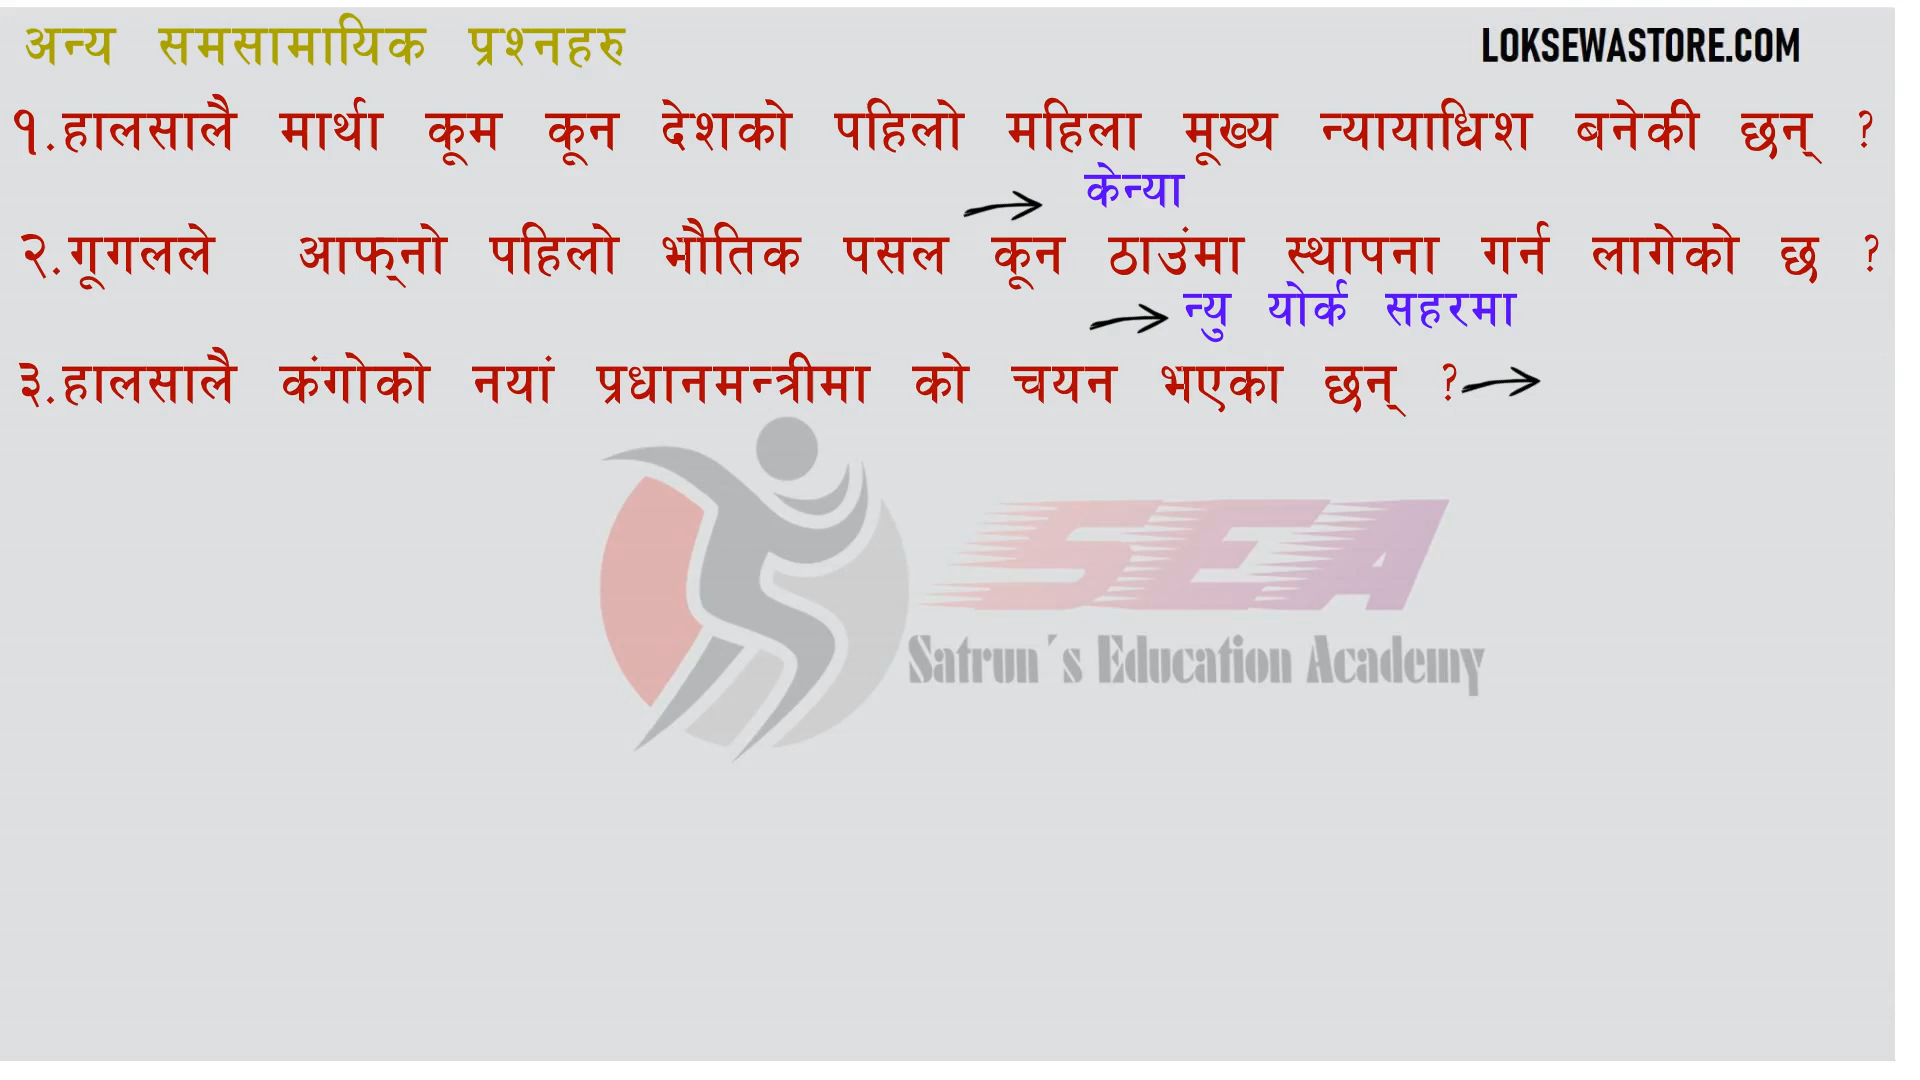 अन्य समसामायिक प्रश्नहरु
LOKSEWASTORE.COM
१.हालसालै मार्था कूम कून देशको पहिलो महिला मूख्य न्यायाधिश बनेकी छन् ?
केन्या
२.गूगलले आफ्नो पहिलो भौतिक पसल कून ठाउंमा स्थापना गर्न लागेको छ ?
न्यु योर्क सहरमा
३.हालसालै कंगोको नयां प्रधानमन्त्रीमा को चयन भएका छन् ?
SEA
Satrun´s Education Academy